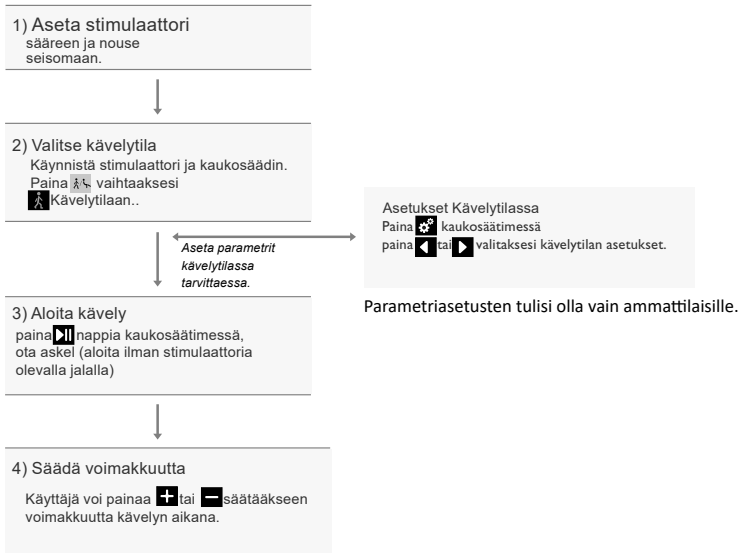 1) Aseta stimulaattori
sääreen ja nouse
seisomaan.
2) Valitse kävelytila
Käynnistä stimulaattori ja kaukosäädin.
Paina vaihtaaksesi
Kävelytilaan..
Aseta parametrit
kävelytilassa
tarvittaessa.
Asetukset Kävelytilassa
Paina kaukosäätimessä
paina tai valitaksesi kävelytilan asetukset.
Parametriasetusten tulisi olla vain ammattilaisille.
3) Aloita kävely
paina nappia kaukosäätimessä,
ota askel (aloita ilman stimulaattoria
olevalla jalalla)
4) Säädä voimakkuutta
Käyttäjä voi painaa + tai - säätääkseen
voimakkuutta kävelyn aikana.